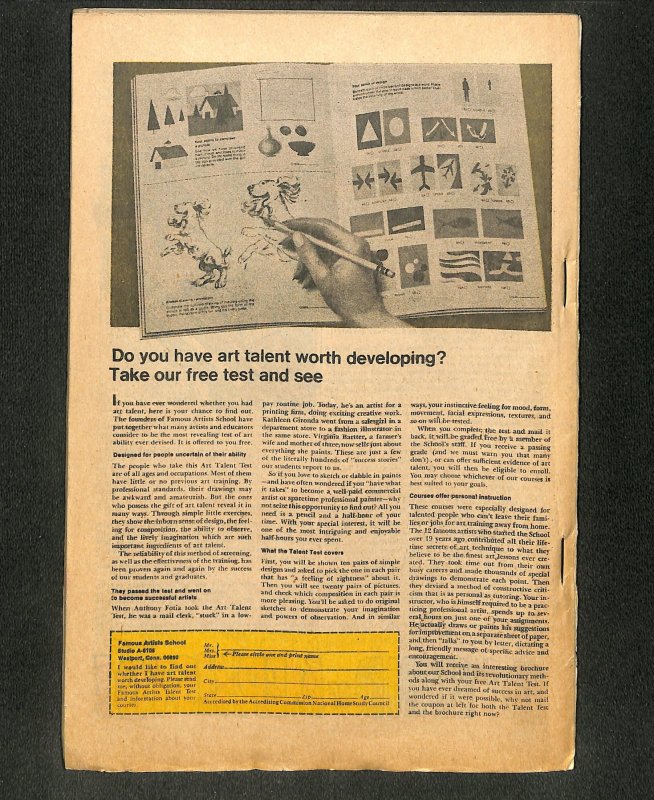 Do you have art talent worth developing?
Take our free test and see
If you have ever wondered whether you had
art talent, here is your chance to find out.
The founders of Famous Artists School have
put together what many artists and educators
consider to be the most revealing test of art
ability ever devised. It is offered to you free.
Designed for people uncertain of their ability
The people who take this Art Talent Test
are of all ages and occupations. Most of them
have little or no previous art training. By
professional standards, their drawings may
be awkward and amateurish. But the ones
who possess the gift of art talent reveal it in
many ways. Through simple little exercises,
they show the inborn sense of design, the feel-
ing for composition, the ability to observe,
and the lively imagination which are such
important ingredients of art talent.
The reliability of this method of screening,
as well as the effectiveness of the training, has
been proven again and again by the success
of our students and graduates.
They passed the test and went on
to become successful artists
When Anthony Fotia took the Art Talent
Test, he was a mail clerk, "stuck" in a low-
pay routine job. Today, he's an artist for a
printing firm, doing exciting creative work.
Kathleen Gironda went from a salesgirl in a
department store to a fashion illustrator in
the same store. Virginia Bartter, a farmer's
wife and mother of three, now sells just about
everything she paints. These are just a few
of the literally hundreds of "success stories"
our students report to us.
So if you love to sketch or dabble in paints
—and have often wondered if you "have what
it takes" to become a well-paid commercial
artist or sparetime professional painter—why
not seize this opportunity to find out? All you
need is a pencil and a half-hour of your
time. With your special interest, it will be
one of the most intriguing and enjoyable
half-hours you ever spent.
What the Talent Test covers
First, you will be shown ten pairs of simple
designs and asked to pick the one in each pair
that has "a feeling of rightness" about it.
Then you will see twenty pairs of pictures,
and check which composition in each pair is
more pleasing. You'll be asked to do original
sketches to demonstrate your imagination
and powers of observation. And in similar
ways, your instinctive feeling for mood, form,
movement, facial expressions, textures, and
so on will be tested.
When you complete the test and mail it
back, it will be graded free by a member of
the School's staff. If you receive a passing
grade (and we must warn you that many
don't), or can offer sufficient evidence of art
talent, you will then be eligible to enroll.
You may choose whichever of our courses is
best suited to your goals.
Courses offer personal instruction
These courses were specially designed for
talented people who can't leave their fami-
lies or jobs for art training away from home.
The 12 famous artists who started the School
over 19 years ago, contributed all their life-
time secrets of art technique to what they
believe to be the finest art lessons ever cre-
ated. They took time out from their own
busy careers and made thousands of special
drawings to demonstrate each point. Then
they devised a method of constructive criti-
cism that is as personal as tutoring. Your in-
structor, who is himself required to be a prac-
ticing professional artist, spends up to sev-
eral hours on just one of your assignments.
He actually draws or paints his suggestions
for improvement on a separate sheet of paper,
and then "talks" to you by letter, dictating a
long, friendly message of specific advice and
encouragement.
You will receive an interesting brochure
about our School and its revolutionary meth-
ods along with your free Art Talent Test. If
you have ever dreamed of success in art, and
wondered if it were possible, why not mail
the coupon at left for both the Talent Test
and the brochure right now?
Famous Artists School
Studio
Westport, Conn.
I would like to find out
whether I have art talent
worth developing. Please send
me, without obligation, your
Famous Artists Talent Test
and information about your
courses.
Mr.
Mrs.
Miss
Please circle one and print name
Address
City
State Zip Age
Accredited by the Accrediting Commission National Home Study Council